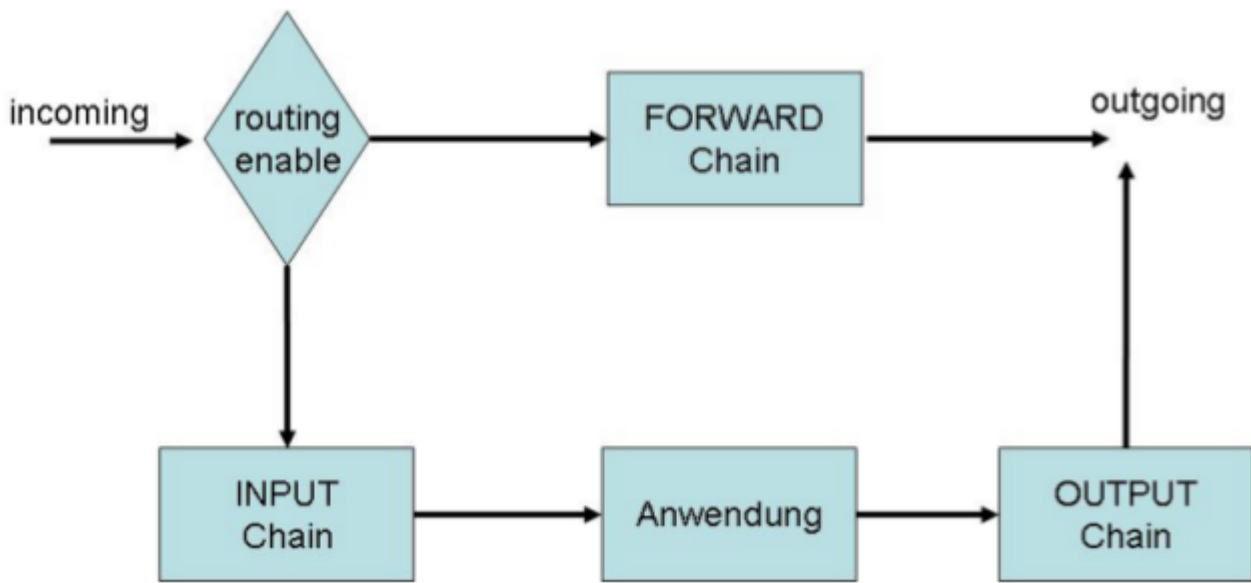 incoming
routing
enable
FORWARD
Chain
outgoing
INPUT
Chain
Anwendung
OUTPUT
Chain